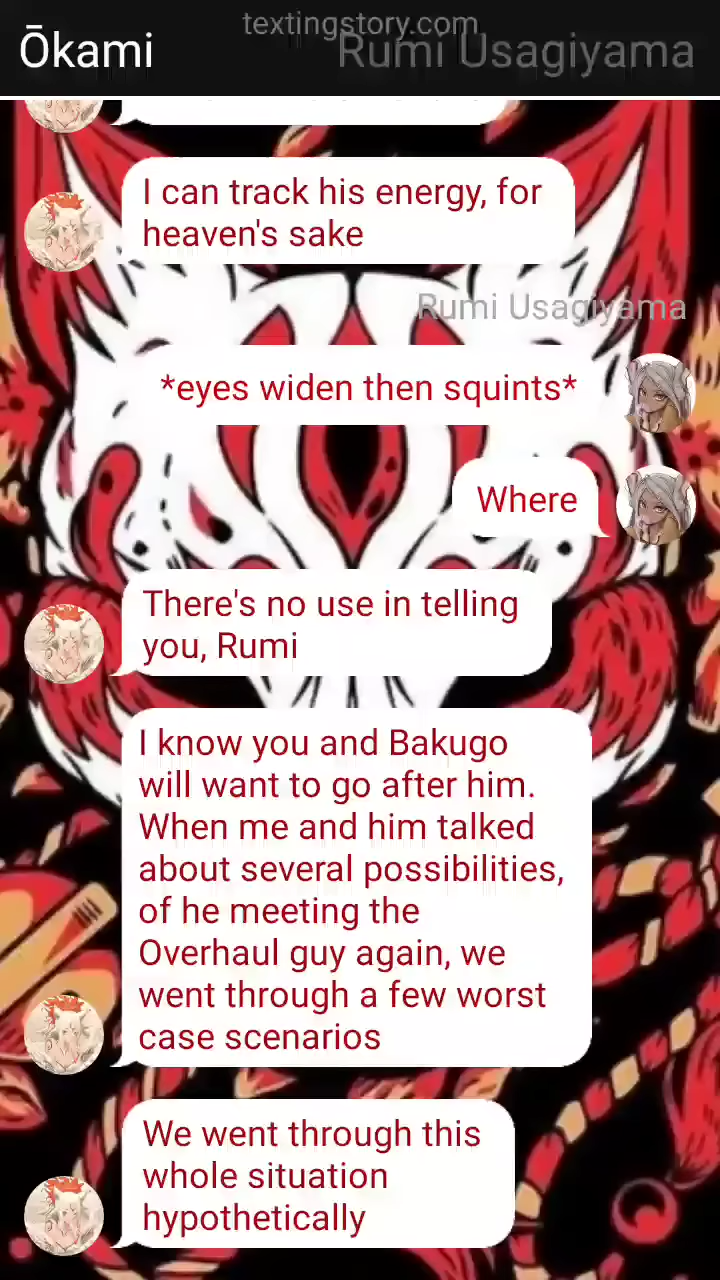 textingstory.com
Ōkami
Rumi Usagiyama
I can track his energy, for
heaven's sake
Rumi Usagiyama
*eyes widen then squints*
Where
There's no use in telling
you, Rumi
I know you and Bakugo
will want to go after him.
When me and him talked
about several possibilities,
of he meeting the
Overhaul guy again, we
went through a few worst
case scenarios
We went through this
whole situation
hypothetically